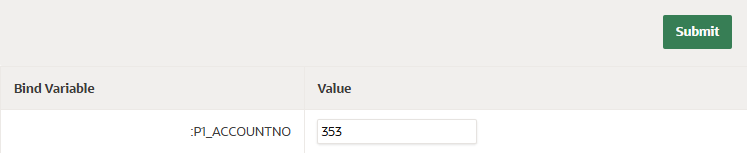 Submit
Bind Variable Value
:P1_ACCOUNTNO 353